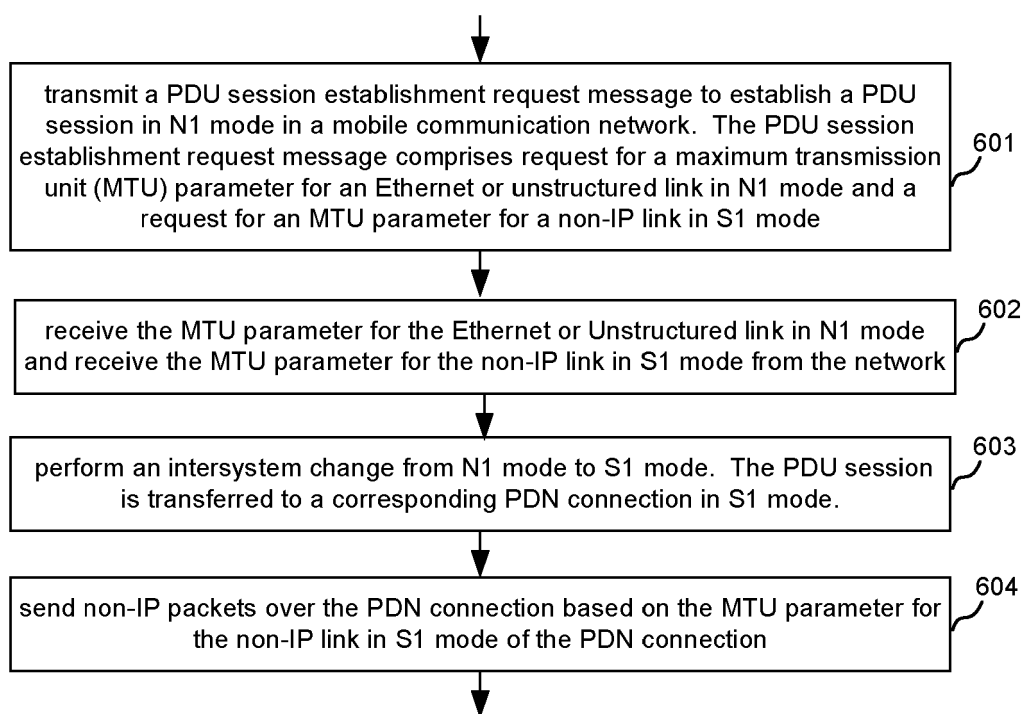 transmit a PDU session establishment request message to establish a PDU
session in N1 mode in a mobile communication network. The PDU session
establishment request message comprises request for a maximum transmission
unit (MTU) parameter for an Ethernet or unstructured link in N1 mode and a
request for an MTU parameter for a non-IP link in S1 mode
601
receive the MTU parameter for the Ethernet or Unstructured link in N1 mode
and receive the MTU parameter for the non-IP link in S1 mode from the network
602
perform an intersystem change from N1 mode to S1 mode. The PDU session
is transferred to a corresponding PDN connection in S1 mode.
603
send non-IP packets over the PDN connection based on the MTU parameter for
the non-IP link in S1 mode of the PDN connection
604